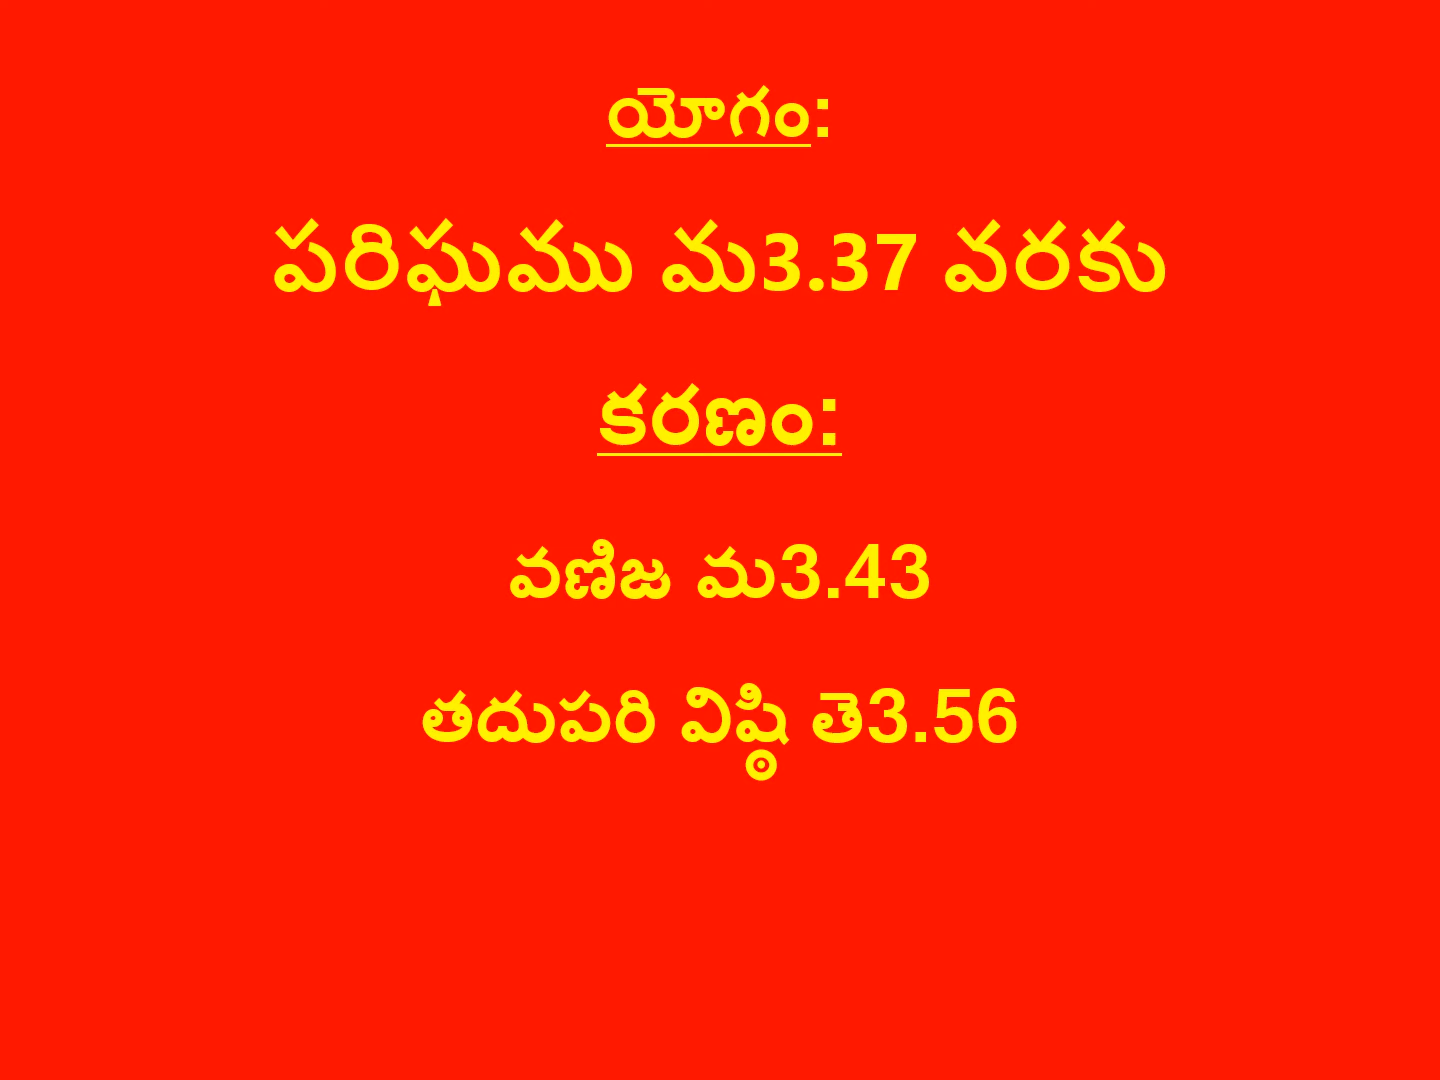 యోగం:
పరిఘము మ3.37 వరకు
కరణం:
వణిజ మ3.43
తదుపరి విష్ఠి తె3.56